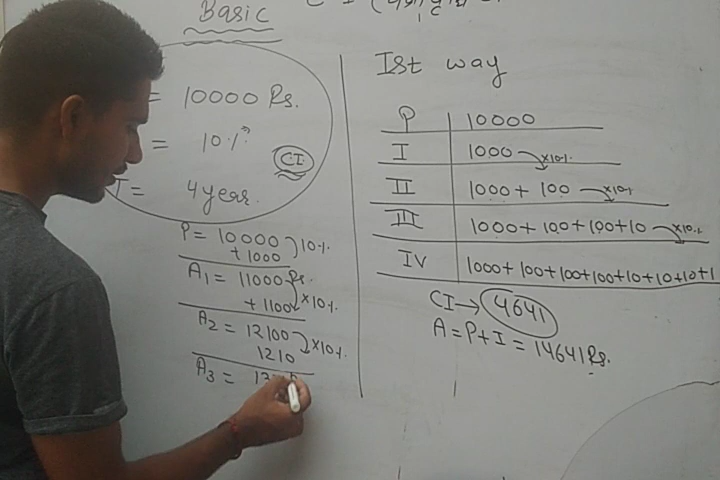 Basic
= 10000 Rs.
= 10%
CI
T = 4 year.
P = 10000 10%
+ 1000
A1 = 11000 Rs.
+ 1100 x10%
A2 = 12100 x10%
1210
A3 =
Ist way
P 10000
I 1000 x10%
II 1000 + 100 x10%
III 1000 + 100 + 100 + 10 x10%
IV 1000 + 100 + 100 + 100 + 10 + 10 + 10 + 1
CI → 4641
A = P + I = 14641 Rs.